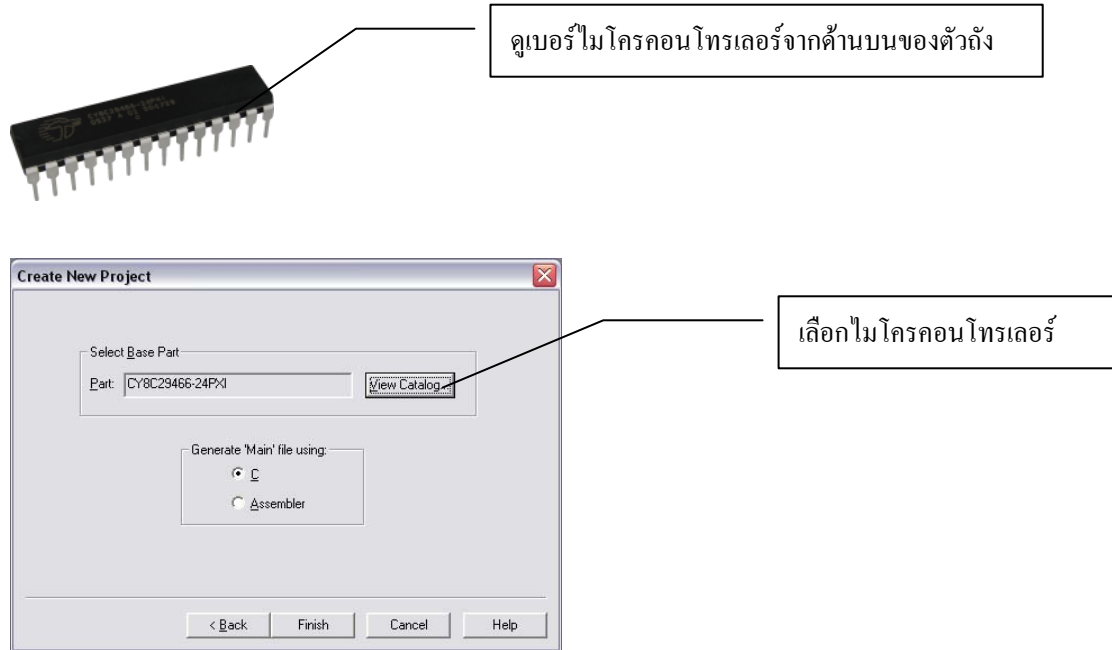 ดูเบอร์ไมโครคอนโทรเลอร์จากด้านบนของตัวถัง
CY8C29466-24PXI
Create New Project
เลือกไมโครคอนโทรเลอร์
Select Base Part
Part: CY8C29466-24PXI View Catalog...
Generate 'Main' file using:
C
Assembler
< Back Finish Cancel Help